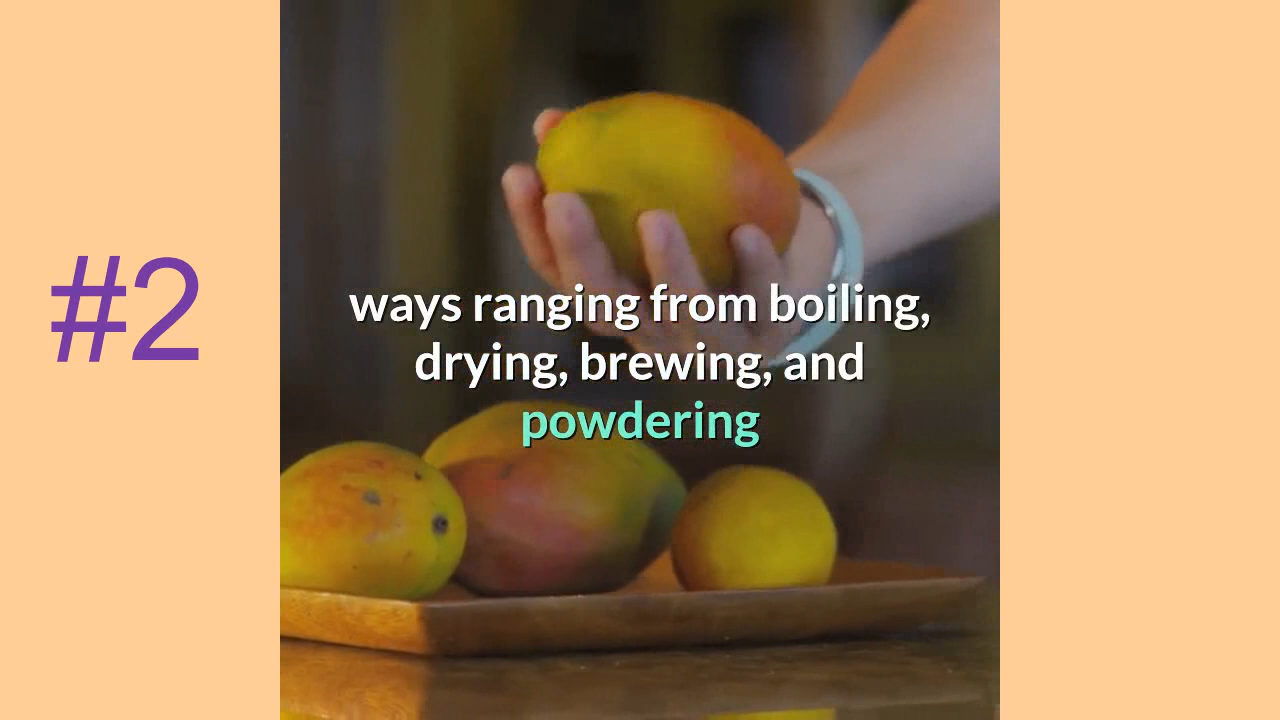 #2
ways ranging from boiling,
drying, brewing, and
powdering